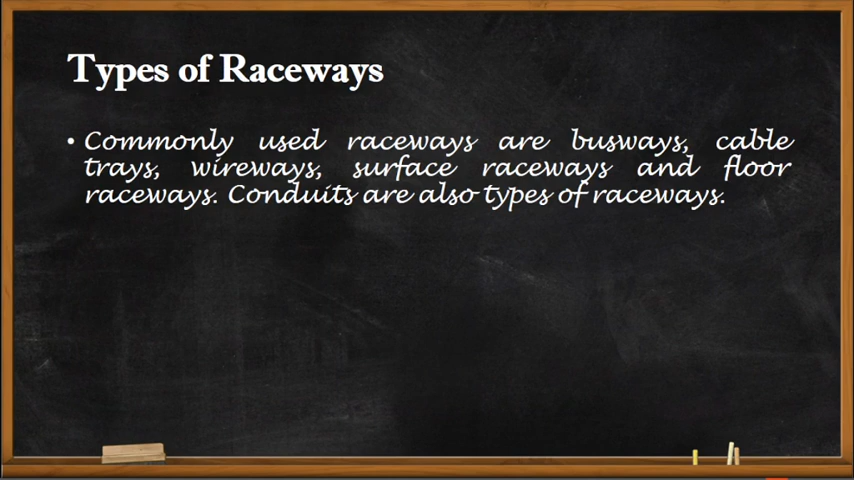 Types of Raceways
• Commonly used raceways are busways, cable
trays, wireways, surface raceways and floor
raceways. Conduits are also types of raceways.